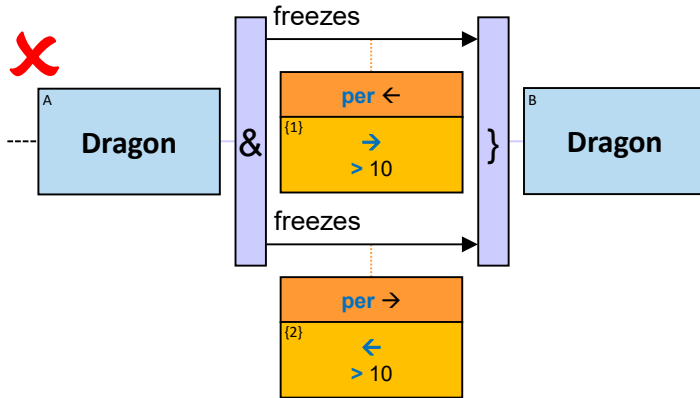 freezes
A
Dragon
&
per ←
{1}
→
> 10
}
B
Dragon
freezes
per →
{2}
←
> 10